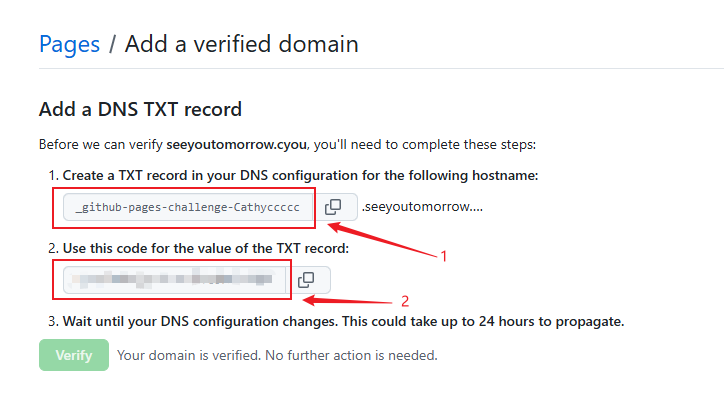 Pages / Add a verified domain
Add a DNS TXT record
Before we can verify seeyoutomorrow.cyou, you'll need to complete these steps:
1. Create a TXT record in your DNS configuration for the following hostname:
_github-pages-challenge-Cathyccccc .seeyoutomorrow....
1
2. Use this code for the value of the TXT record:
2
3. Wait until your DNS configuration changes. This could take up to 24 hours to propagate.
Verify Your domain is verified. No further action is needed.